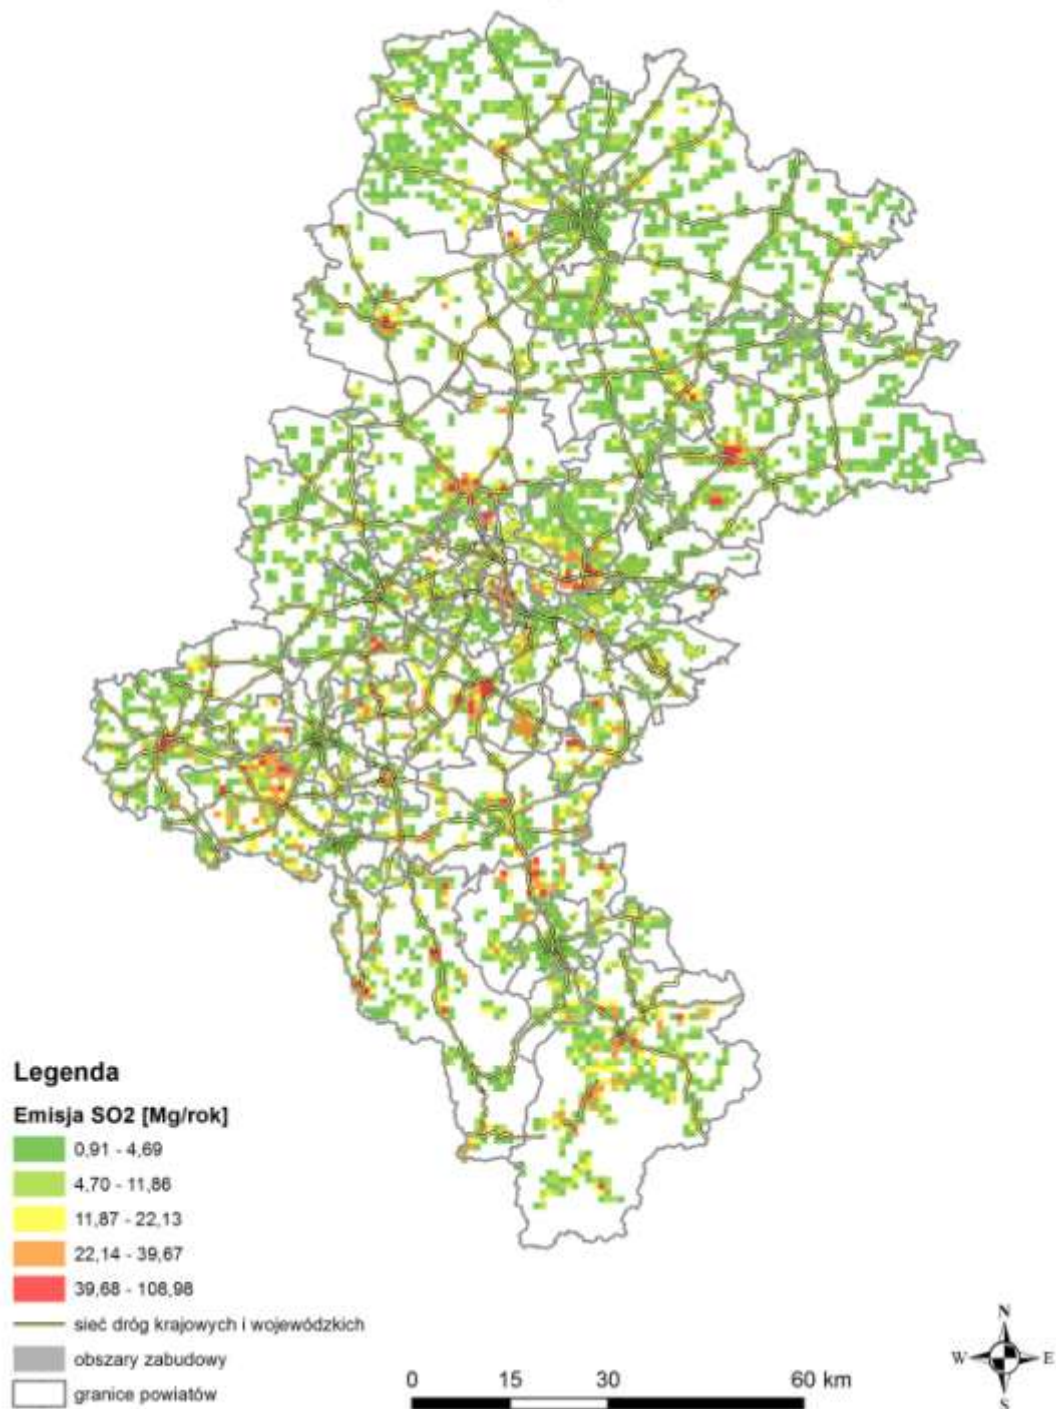 Legenda
Emisja SO2 [Mg/rok]
0,91 - 4,69
4,70 - 11,86
11,87 - 22,13
22,14 - 39,67
39,68 - 108,98
sieć dróg krajowych i wojewódzkich
obszary zabudowy
granice powiatów
0 15 30 60 km
N
W E
S